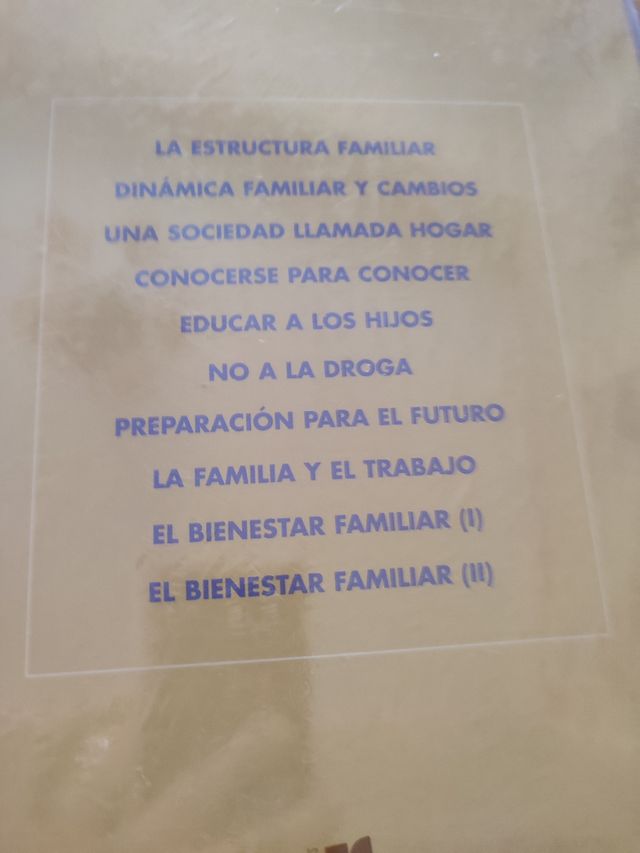 LA ESTRUCTURA FAMILIAR
DINÁMICA FAMILIAR Y CAMBIOS
UNA SOCIEDAD LLAMADA HOGAR
CONOCERSE PARA CONOCER
EDUCAR A LOS HIJOS
NO A LA DROGA
PREPARACIÓN PARA EL FUTURO
LA FAMILIA Y EL TRABAJO
EL BIENESTAR FAMILIAR (I)
EL BIENESTAR FAMILIAR (II)